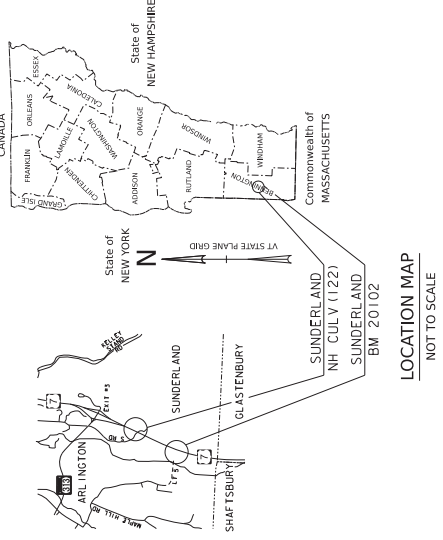 CANADA
FRANKLIN
ORLEANS
ESSEX
GRAND ISLE
LAMOILLE
CALEDONIA
CHITTENDEN
WASHINGTON
ADDISON
ORANGE
RUTLAND
WINDSOR
BENNINGTON
WINDHAM
State of
NEW HAMPSHIRE
State of
NEW YORK
Commonwealth of
MASSACHUSETTS
N
VT STATE PLANE GRID
KELLEY
STAND
RD
7
EXIT #3
313
ARLINGTON
S RD
SUNDERLAND
MAPLE HILL RD
7
GLASTENBURY
SHAFTSBURY
SUNDERLAND
NH CULV (122)
SUNDERLAND
BM 20102
LOCATION MAP
NOT TO SCALE